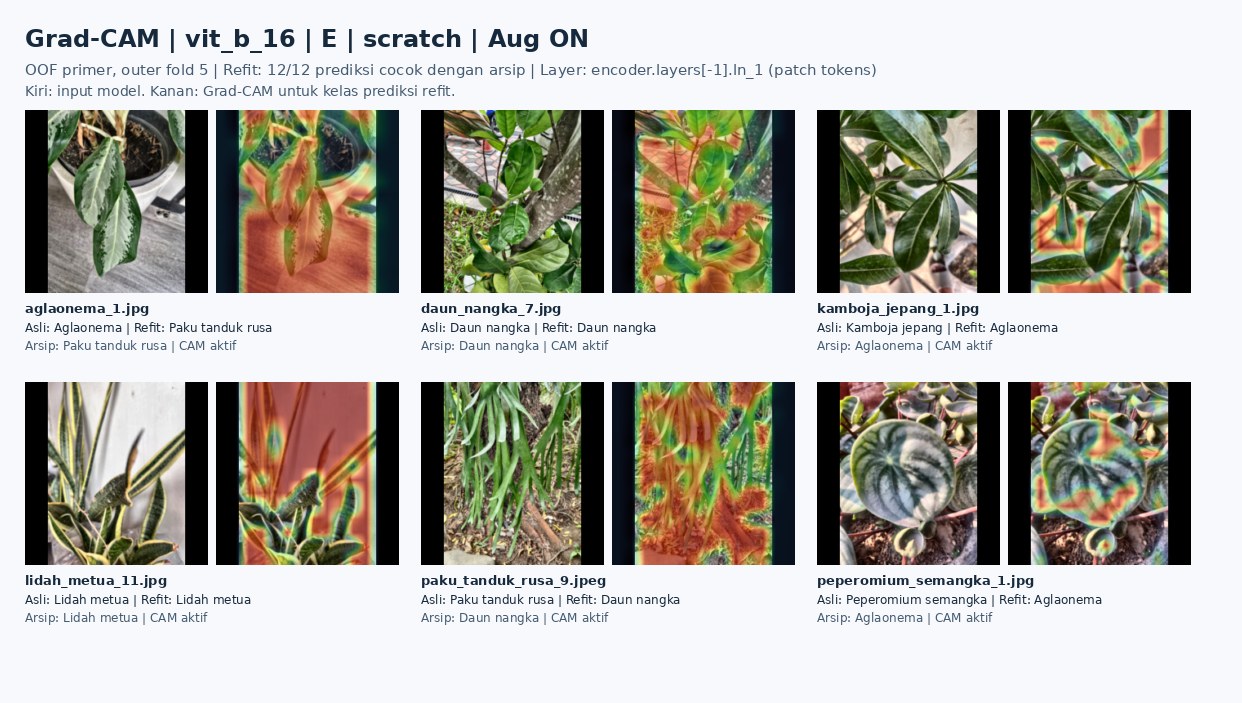 Grad-CAM | vit_b_16 | E | scratch | Aug ON
OOF primer, outer fold 5 | Refit: 12/12 prediksi cocok dengan arsip | Layer: encoder.layers[-1].ln_1 (patch tokens)
Kiri: input model. Kanan: Grad-CAM untuk kelas prediksi refit.
aglaonema_1.jpg
Asli: Aglaonema | Refit: Paku tanduk rusa
Arsip: Paku tanduk rusa | CAM aktif
daun_nangka_7.jpg
Asli: Daun nangka | Refit: Daun nangka
Arsip: Daun nangka | CAM aktif
kamboja_jepang_1.jpg
Asli: Kamboja jepang | Refit: Aglaonema
Arsip: Aglaonema | CAM aktif
lidah_metua_11.jpg
Asli: Lidah metua | Refit: Lidah metua
Arsip: Lidah metua | CAM aktif
paku_tanduk_rusa_9.jpeg
Asli: Paku tanduk rusa | Refit: Daun nangka
Arsip: Daun nangka | CAM aktif
peperomium_semangka_1.jpg
Asli: Peperomium semangka | Refit: Aglaonema
Arsip: Aglaonema | CAM aktif